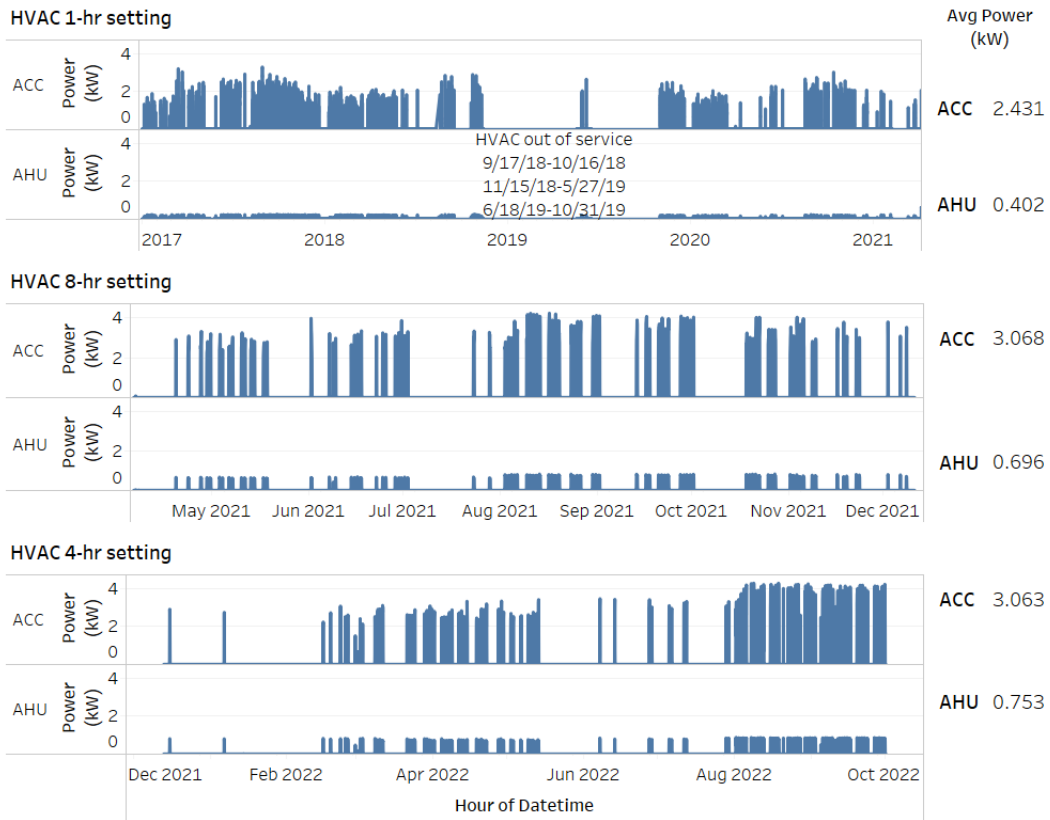 HVAC 1-hr setting
Avg Power
(kW)
ACC
Power
(kW)
4
2
0
ACC 2.431
AHU
Power
(kW)
4
2
0
HVAC out of service
9/17/18-10/16/18
11/15/18-5/27/19
6/18/19-10/31/19
AHU 0.402
2017 2018 2019 2020 2021
HVAC 8-hr setting
ACC
Power
(kW)
4
2
0
ACC 3.068
AHU
Power
(kW)
4
2
0
AHU 0.696
May 2021 Jun 2021 Jul 2021 Aug 2021 Sep 2021 Oct 2021 Nov 2021 Dec 2021
HVAC 4-hr setting
ACC
Power
(kW)
4
2
0
ACC 3.063
AHU
Power
(kW)
4
2
0
AHU 0.753
Dec 2021 Feb 2022 Apr 2022 Jun 2022 Aug 2022 Oct 2022
Hour of Datetime